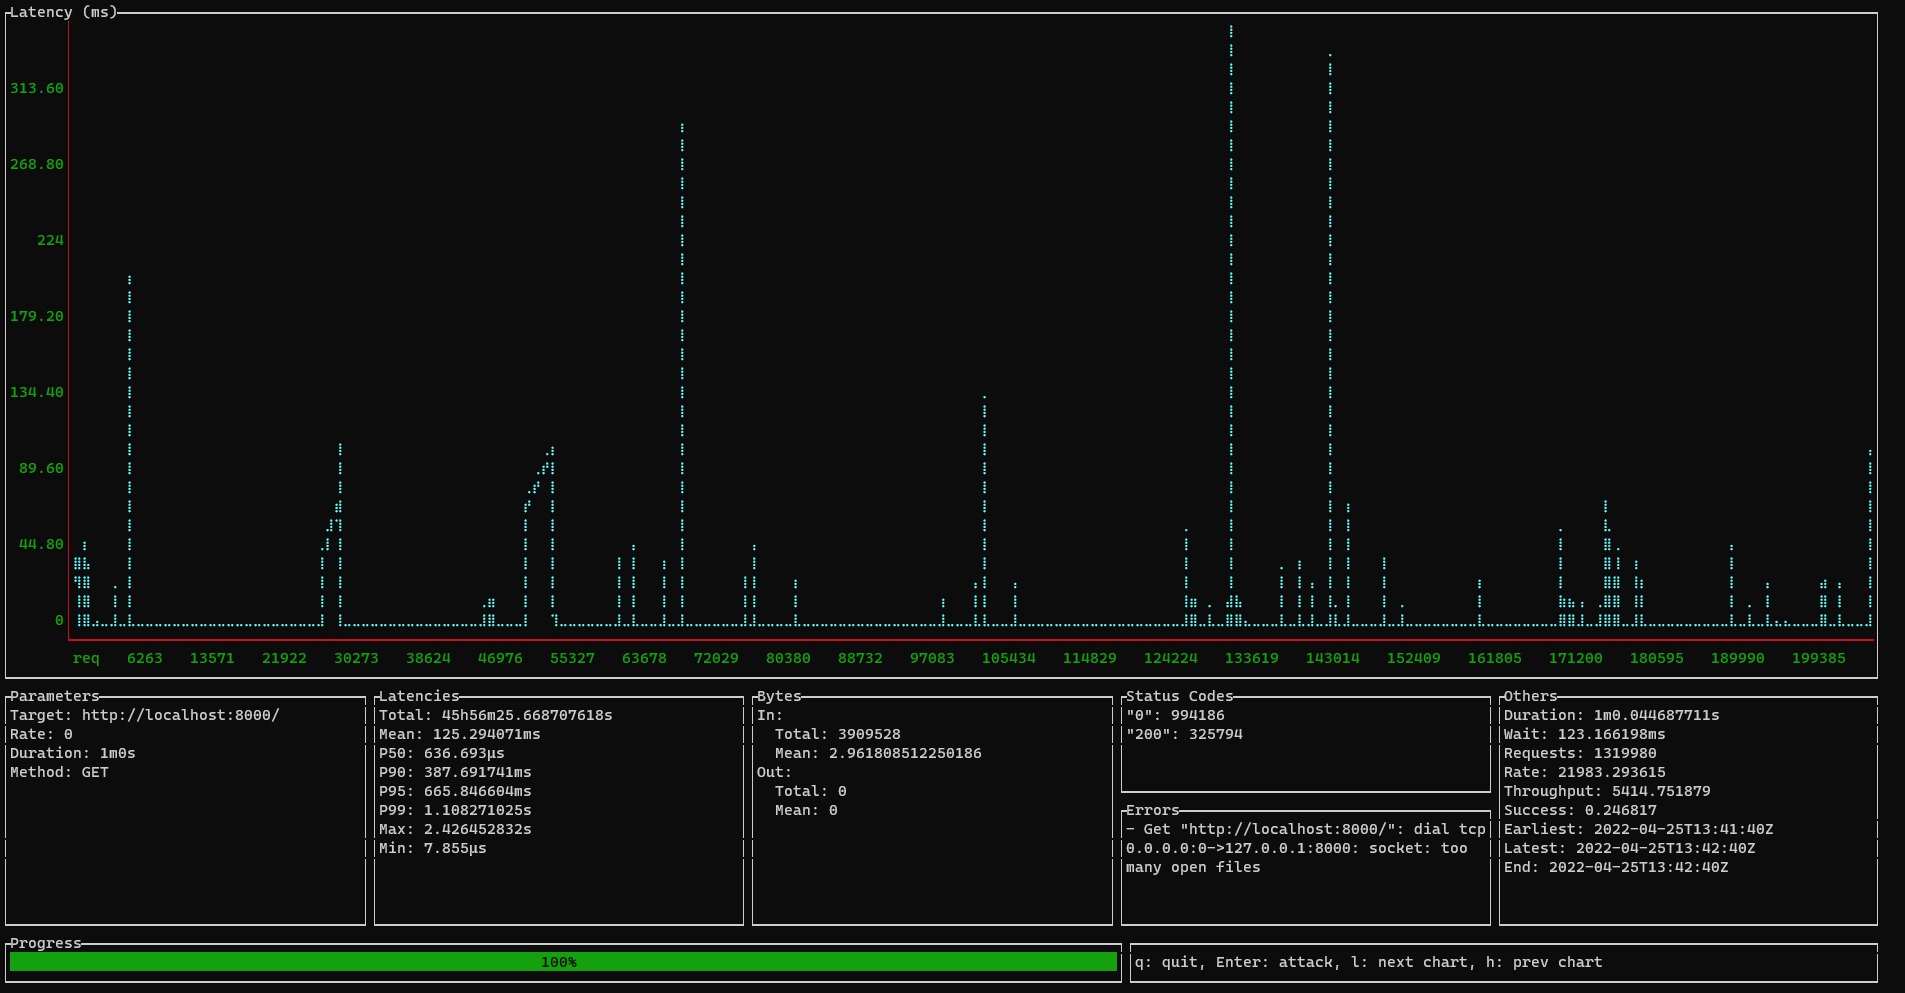 Latency (ms)
313.60
268.80
224
179.20
134.40
89.60
44.80
0
req 6263 13571 21922 30273 38624 46976 55327 63678 72029 80380 88732 97083 105434 114829 124224 133619 143014 152409 161805 171200 180595 189990 199385
Parameters
Target: http://localhost:8000/
Rate: 0
Duration: 1m0s
Method: GET
Latencies
Total: 45h56m25.668707618s
Mean: 125.294071ms
P50: 636.693µs
P90: 387.691741ms
P95: 665.846604ms
P99: 1.108271025s
Max: 2.426452832s
Min: 7.855µs
Bytes
In:
Total: 3909528
Mean: 2.961808512250186
Out:
Total: 0
Mean: 0
Status Codes
"0": 994186
"200": 325794
Errors
- Get "http://localhost:8000/": dial tcp
0.0.0.0:0->127.0.0.1:8000: socket: too
many open files
Others
Duration: 1m0.044687711s
Wait: 123.166198ms
Requests: 1319980
Rate: 21983.293615
Throughput: 5414.751879
Success: 0.246817
Earliest: 2022-04-25T13:41:40Z
Latest: 2022-04-25T13:42:40Z
End: 2022-04-25T13:42:40Z
Progress
100%
q: quit, Enter: attack, l: next chart, h: prev chart